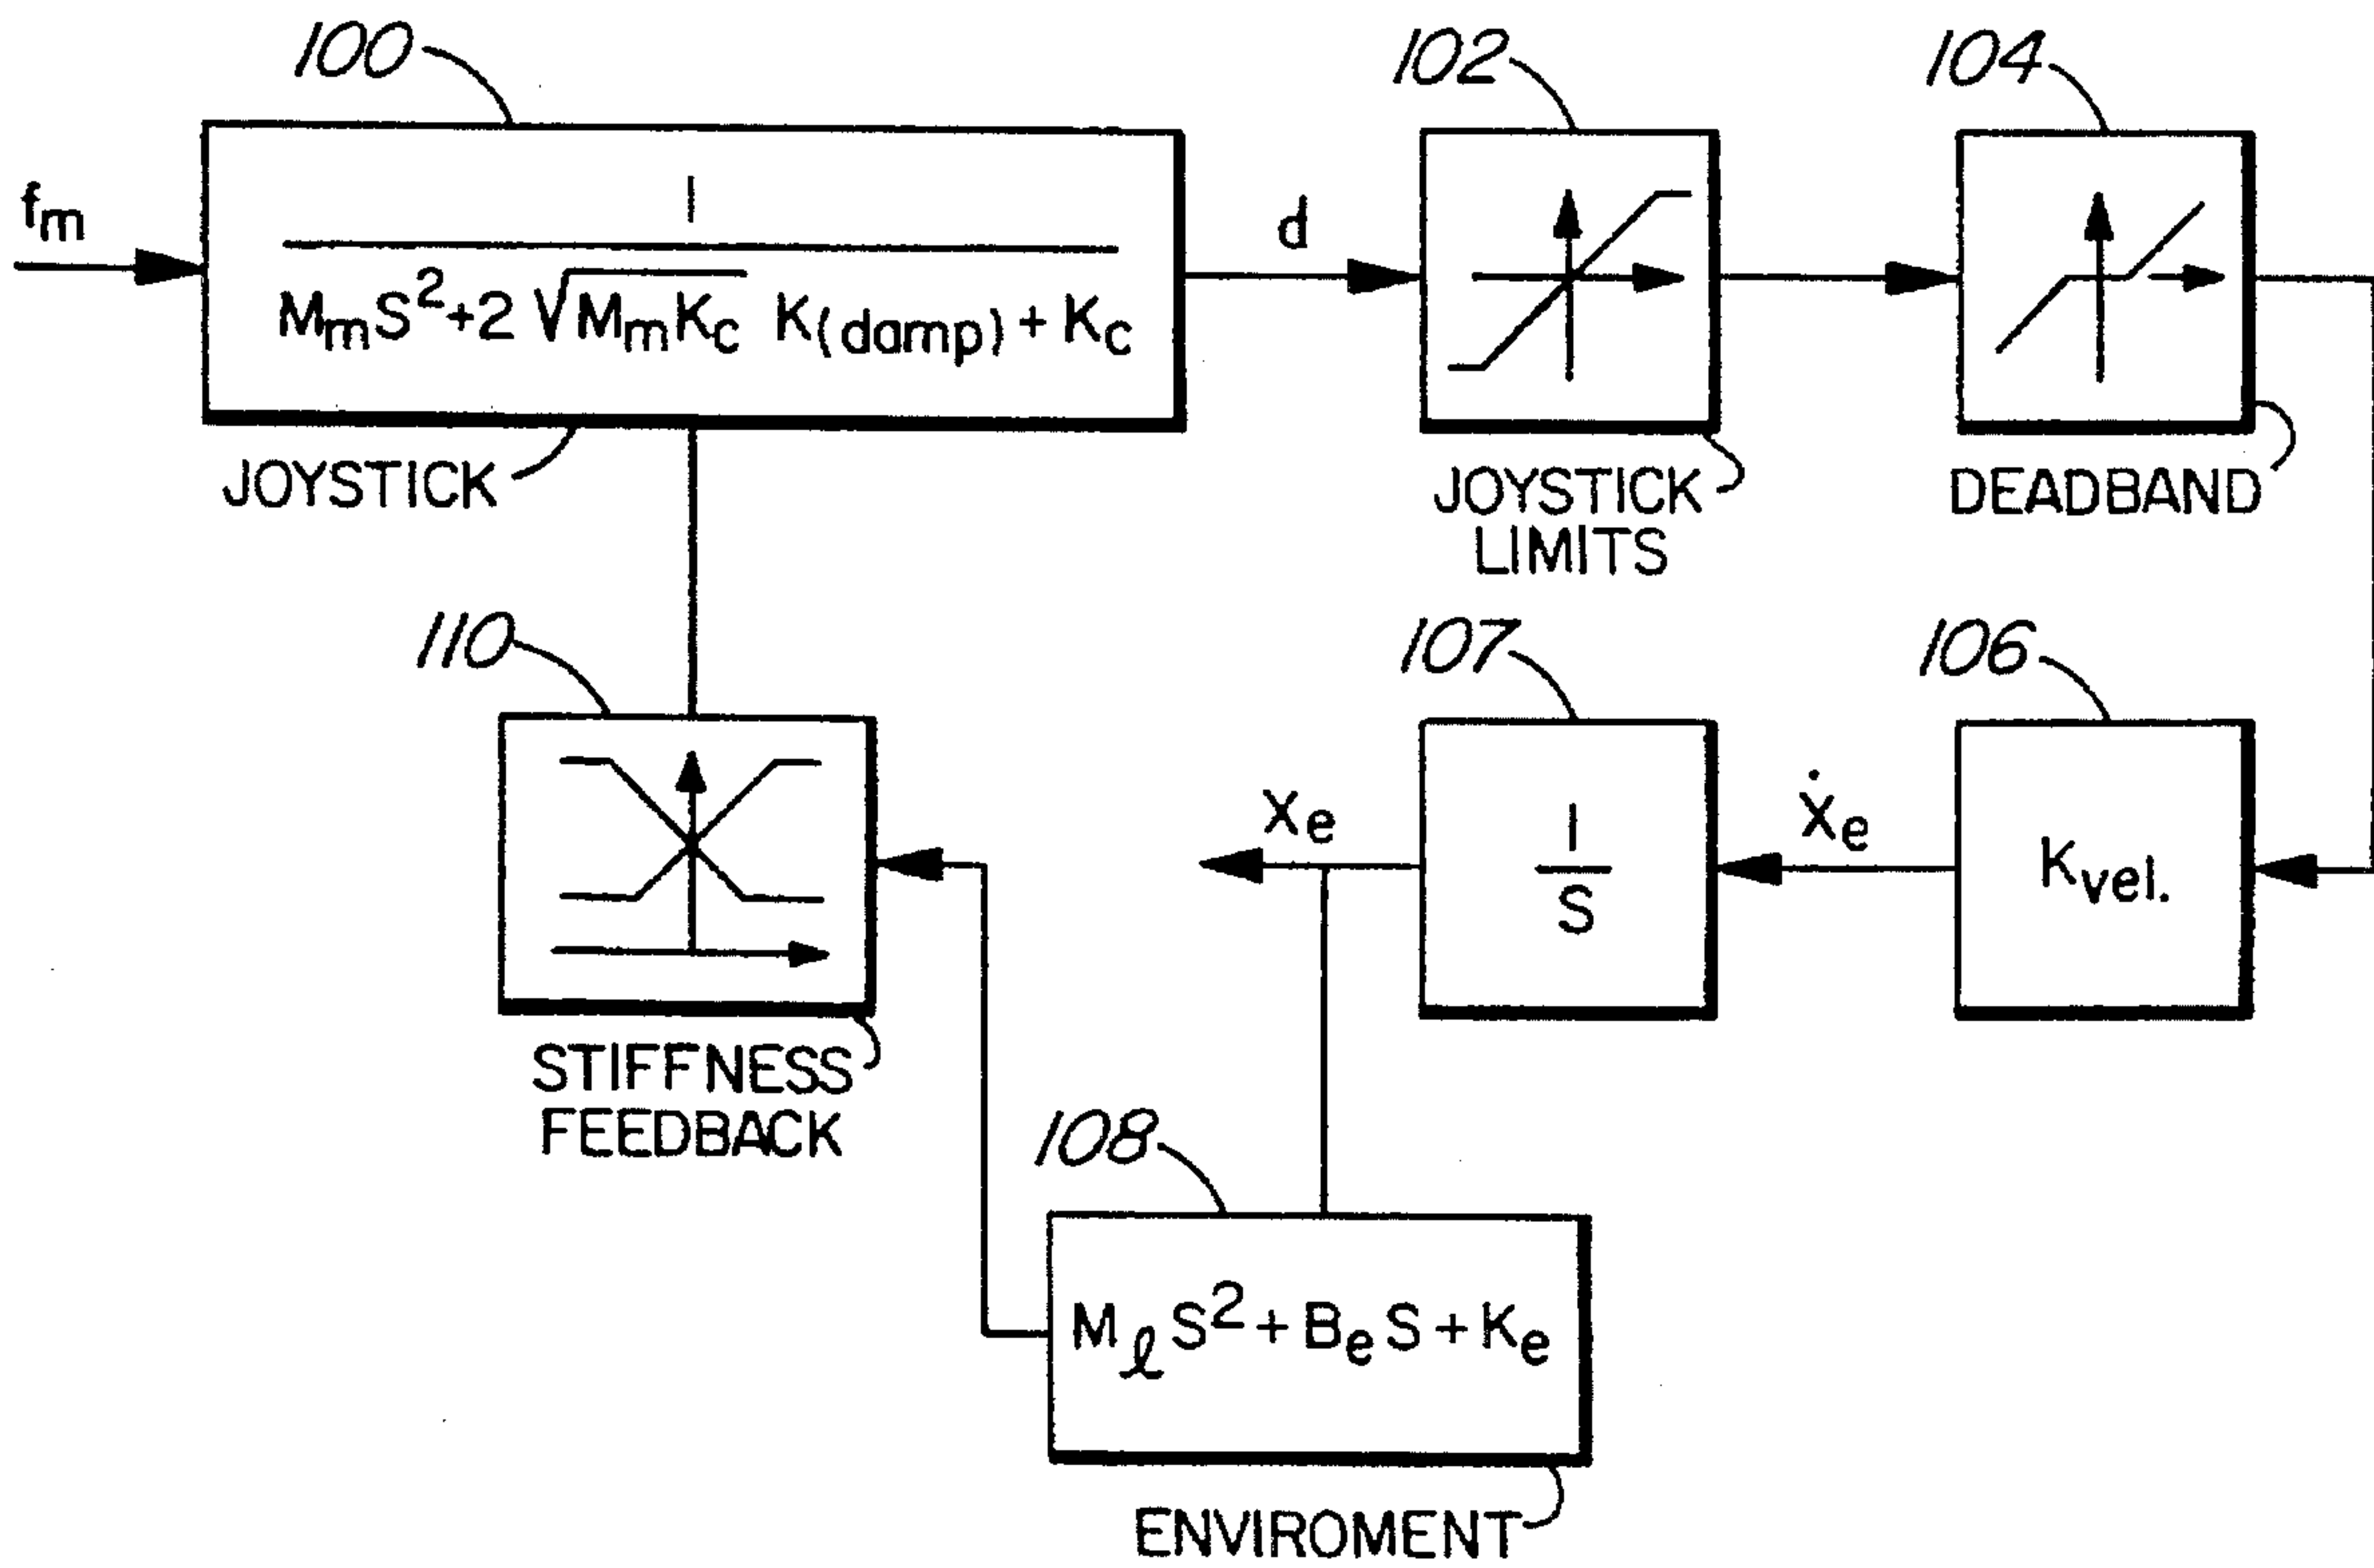 100
102
104
fm
1
MmS²+2 √MmKc K(damp)+Kc
d
JOYSTICK
JOYSTICK
LIMITS
DEADBAND
110
107
106
Xe
1
S
Ẋe
Kvel.
STIFFNESS
FEEDBACK
108
MℓS²+BeS+Ke
ENVIROMENT